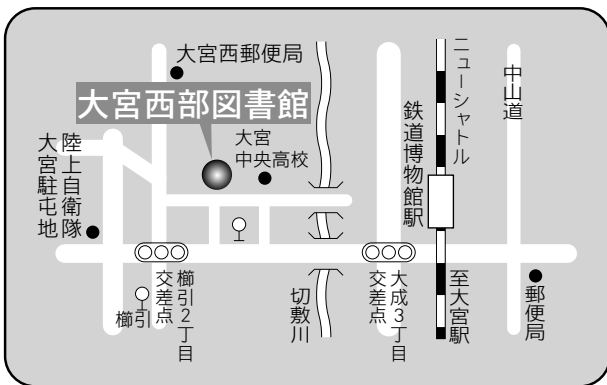 大宮西郵便局
大宮西部図書館
大宮
中央高校
陸上自衛隊
大宮駐屯地
櫛引2丁目
交差点
櫛引
切敷川
大成3丁目
交差点
ニューシャトル
鉄道博物館駅
至大宮駅
中山道
郵便局